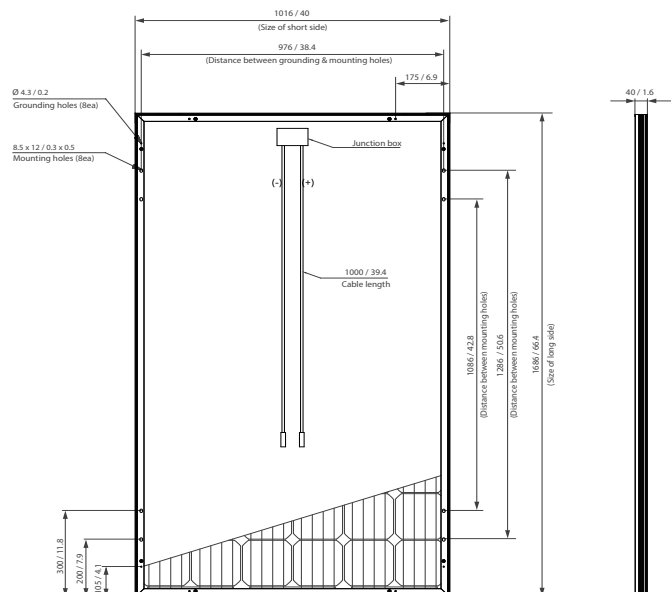 1016 / 40
(Size of short side)
976 / 38.4
(Distance between grounding & mounting holes)
175 / 6.9
40 / 1.6
Ø 4.3 / 0.2
Grounding holes (8ea)
8.5 x 12 / 0.3 x 0.5
Mounting holes (8ea)
Junction box
(-)
(+)
1000 / 39.4
Cable length
1086 / 42.8
(Distance between mounting holes)
1286 / 50.6
(Distance between mounting holes)
1686 / 66.4
(Size of long side)
300 / 11.8
200 / 7.9
105 / 4.1